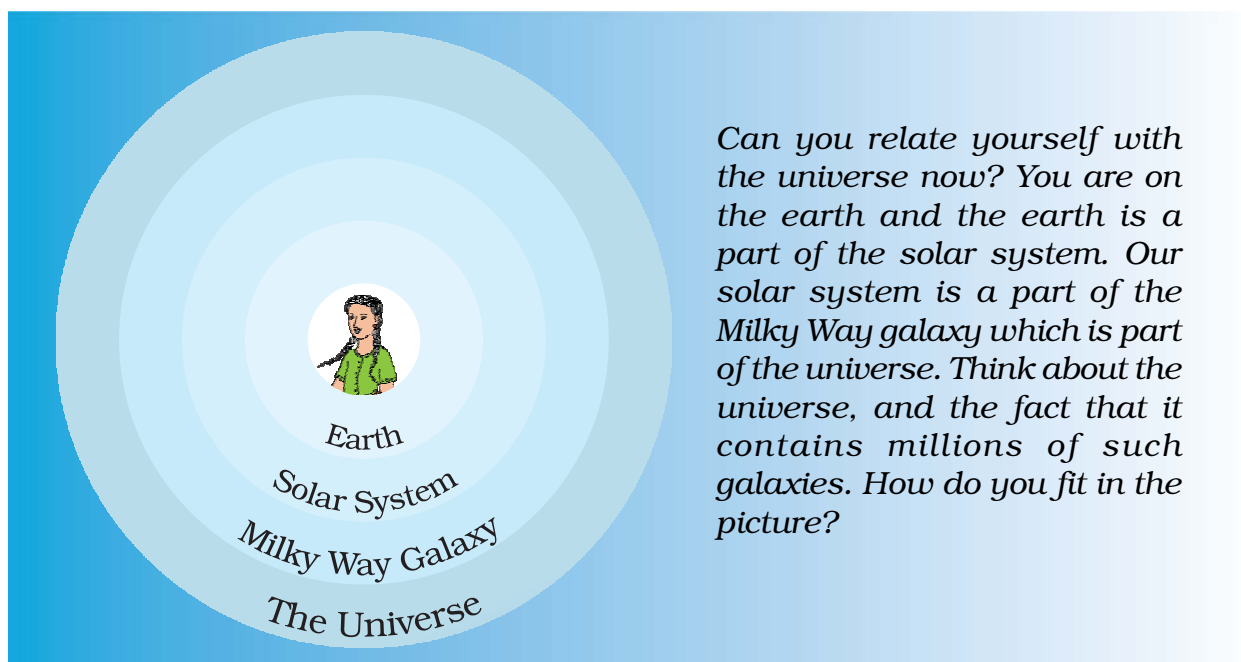 Earth
Solar System
Milky Way Galaxy
The Universe
Can you relate yourself with
the universe now? You are on
the earth and the earth is a
part of the solar system. Our
solar system is a part of the
Milky Way galaxy which is part
of the universe. Think about the
universe, and the fact that it
contains millions of such
galaxies. How do you fit in the
picture?